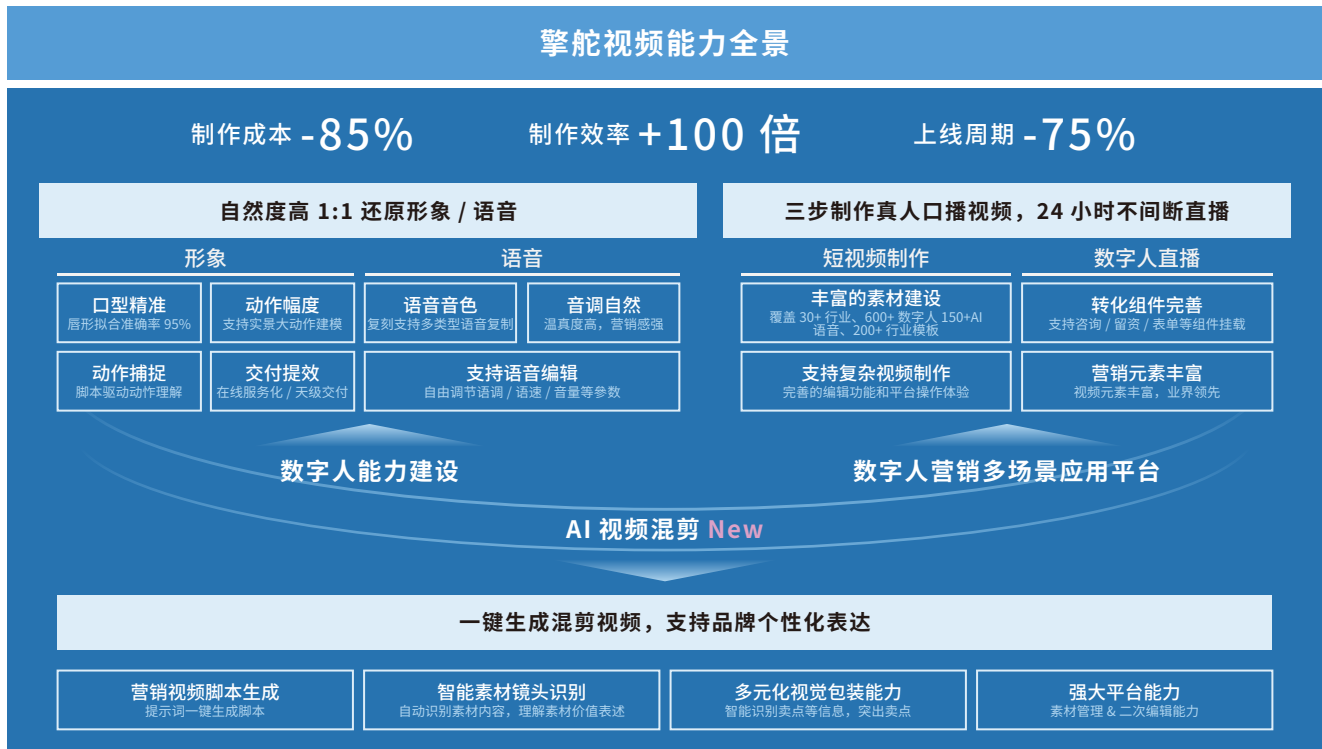 擎舵视频能力全景
制作成本 -85%
制作效率 +100 倍
上线周期 -75%
自然度高 1:1 还原形象 / 语音
形象
语音
口型精准
唇形拟合准确率 95%
动作幅度
支持实景大动作建模
语音音色
复刻支持多类型语音复制
音调自然
温真度高，营销感强
动作捕捉
脚本驱动动作理解
交付提效
在线服务化 / 天级交付
支持语音编辑
自由调节语调 / 语速 / 音量等参数
数字人能力建设
三步制作真人口播视频，24 小时不间断直播
短视频制作
数字人直播
丰富的素材建设
覆盖 30+ 行业、600+ 数字人 150+AI
语音、200+ 行业模板
转化组件完善
支持咨询 / 留资 / 表单等组件挂载
支持复杂视频制作
完善的编辑功能和平台操作体验
营销元素丰富
视频元素丰富，业界领先
数字人营销多场景应用平台
AI 视频混剪 New
一键生成混剪视频，支持品牌个性化表达
营销视频脚本生成
提示词一键生成脚本
智能素材镜头识别
自动识别素材内容，理解素材价值表述
多元化视觉包装能力
智能识别卖点等信息，突出卖点
强大平台能力
素材管理 & 二次编辑能力